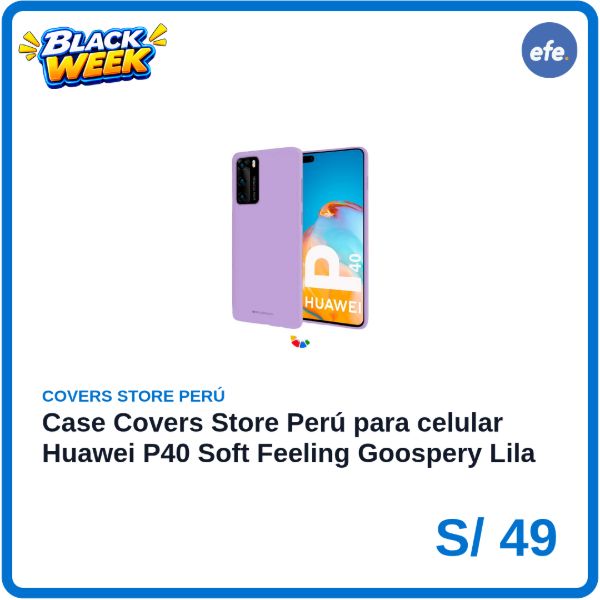 BLACK
WEEK
efe.
P
40
HUAWEI
COVERS STORE PERÚ
Case Covers Store Perú para celular
Huawei P40 Soft Feeling Goospery Lila
S/ 49